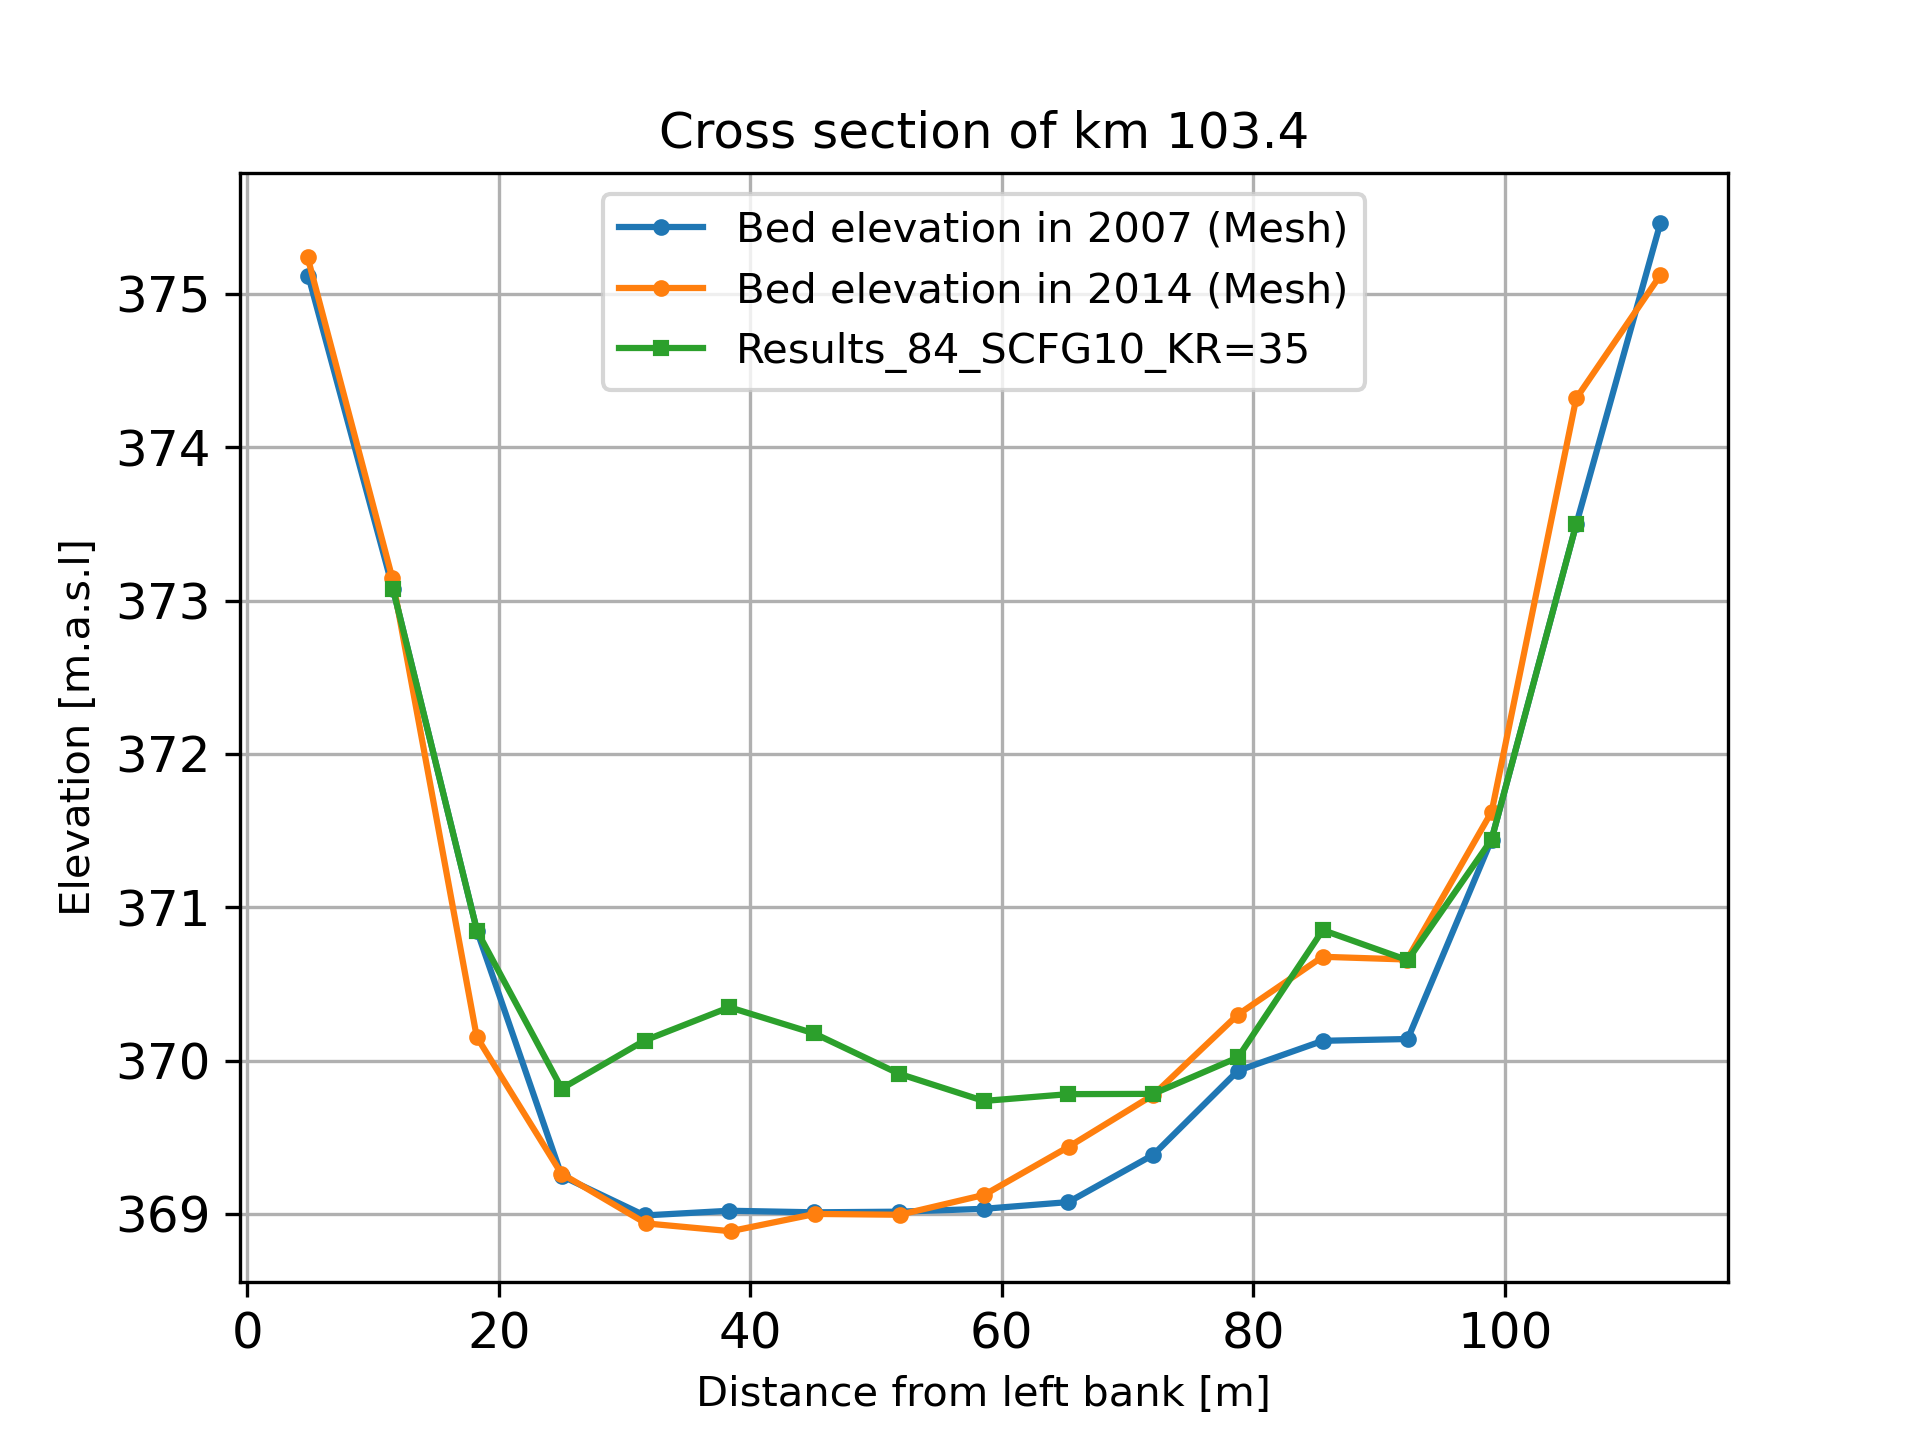 Cross section of km 103.4
Bed elevation in 2007 (Mesh)
Bed elevation in 2014 (Mesh)
Results_84_SCFG10_KR=35
375
374
373
372
371
370
369
Elevation [m.a.s.l]
0 20 40 60 80 100
Distance from left bank [m]